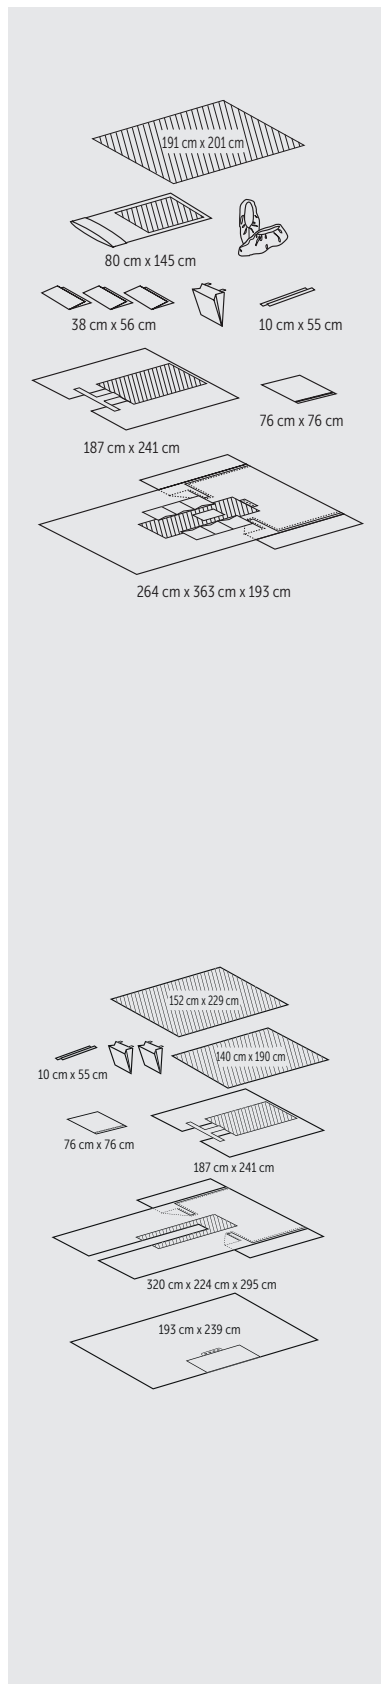 191 cm x 201 cm
80 cm x 145 cm
38 cm x 56 cm
10 cm x 55 cm
76 cm x 76 cm
187 cm x 241 cm
264 cm x 363 cm x 193 cm
152 cm x 229 cm
140 cm x 190 cm
10 cm x 55 cm
76 cm x 76 cm
187 cm x 241 cm
320 cm x 224 cm x 295 cm
193 cm x 239 cm